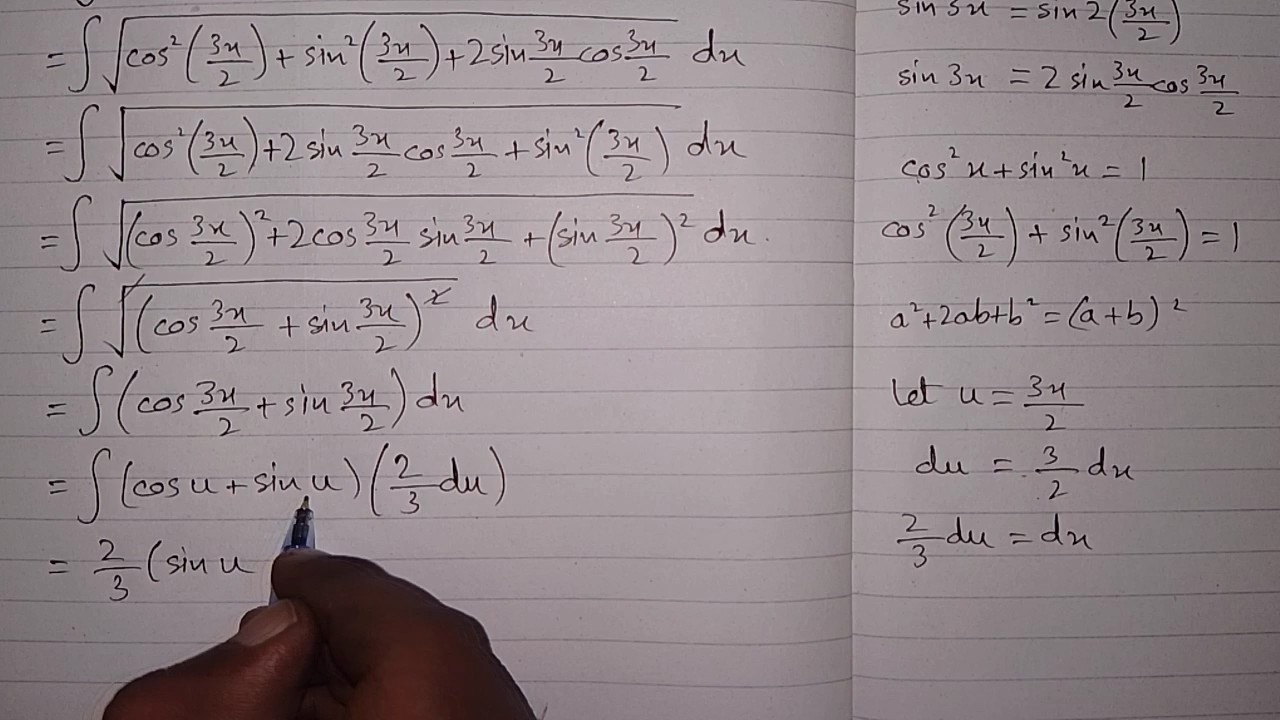 = ∫ √(cos²(3x/2) + sin²(3x/2) + 2sin 3x/2 cos 3x/2) dx
= ∫ √(cos²(3x/2) + 2 sin 3x/2 cos 3x/2 + sin²(3x/2)) dx
= ∫ √((cos 3x/2)² + 2cos 3x/2 sin 3x/2 + (sin 3x/2)²) dx.
= ∫ √((cos 3x/2 + sin 3x/2)²) dx
= ∫ (cos 3x/2 + sin 3x/2) dx
= ∫ (cos u + sin u) (2/3 du)
= 2/3 (sin u
sin 3x = sin 2(3x/2)
sin 3x = 2 sin 3x/2 cos 3x/2
cos²x + sin²x = 1
cos²(3x/2) + sin²(3x/2) = 1
a²+2ab+b² = (a+b)²
Let u = 3x/2
du = 3/2 dx
2/3 du = dx